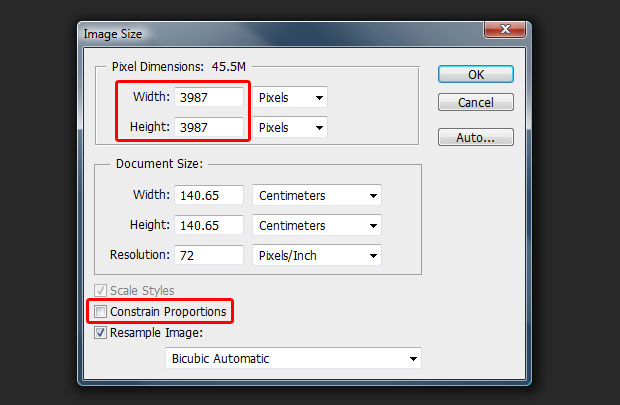 Image Size
Pixel Dimensions: 45.5M
OK
Width: 3987 Pixels
Cancel
Height: 3987 Pixels
Auto...
Document Size:
Width: 140.65 Centimeters
Height: 140.65 Centimeters
Resolution: 72 Pixels/Inch
Scale Styles
Constrain Proportions
Resample Image:
Bicubic Automatic